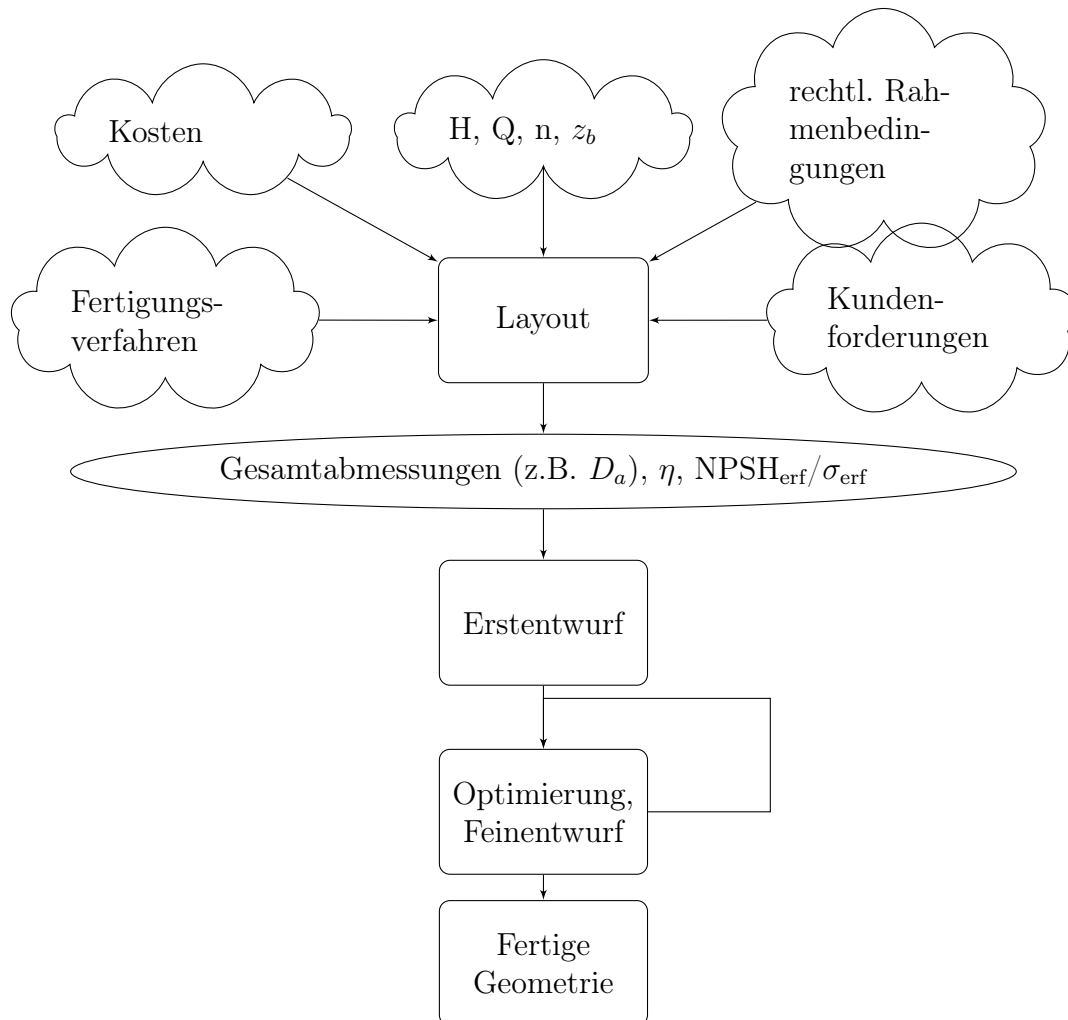 Kosten
H, Q, n, z_b
rechtl. Rah-
menbedin-
gungen
Fertigungs-
verfahren
Layout
Kunden-
forderungen
Gesamtabmessungen (z.B. D_a), η, NPSH_erf/σ_erf
Erstentwurf
Optimierung,
Feinentwurf
Fertige
Geometrie